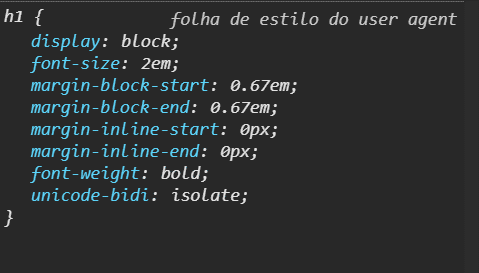 h1 { folha de estilo do user agent
display: block;
font-size: 2em;
margin-block-start: 0.67em;
margin-block-end: 0.67em;
margin-inline-start: 0px;
margin-inline-end: 0px;
font-weight: bold;
unicode-bidi: isolate;
}